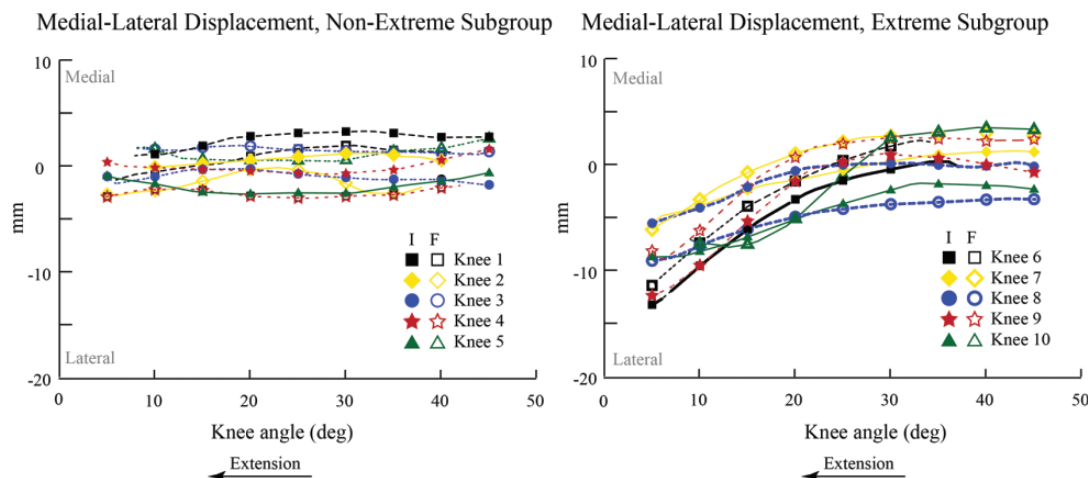 Medial-Lateral Displacement, Non-Extreme Subgroup
10
Medial
0
mm
-10
Lateral
-20
I F
Knee 1
Knee 2
Knee 3
Knee 4
Knee 5
0 10 20 30 40 50
Knee angle (deg)
Extension
Medial-Lateral Displacement, Extreme Subgroup
10
Medial
0
mm
-10
Lateral
-20
I F
Knee 6
Knee 7
Knee 8
Knee 9
Knee 10
0 10 20 30 40 50
Knee angle (deg)
Extension